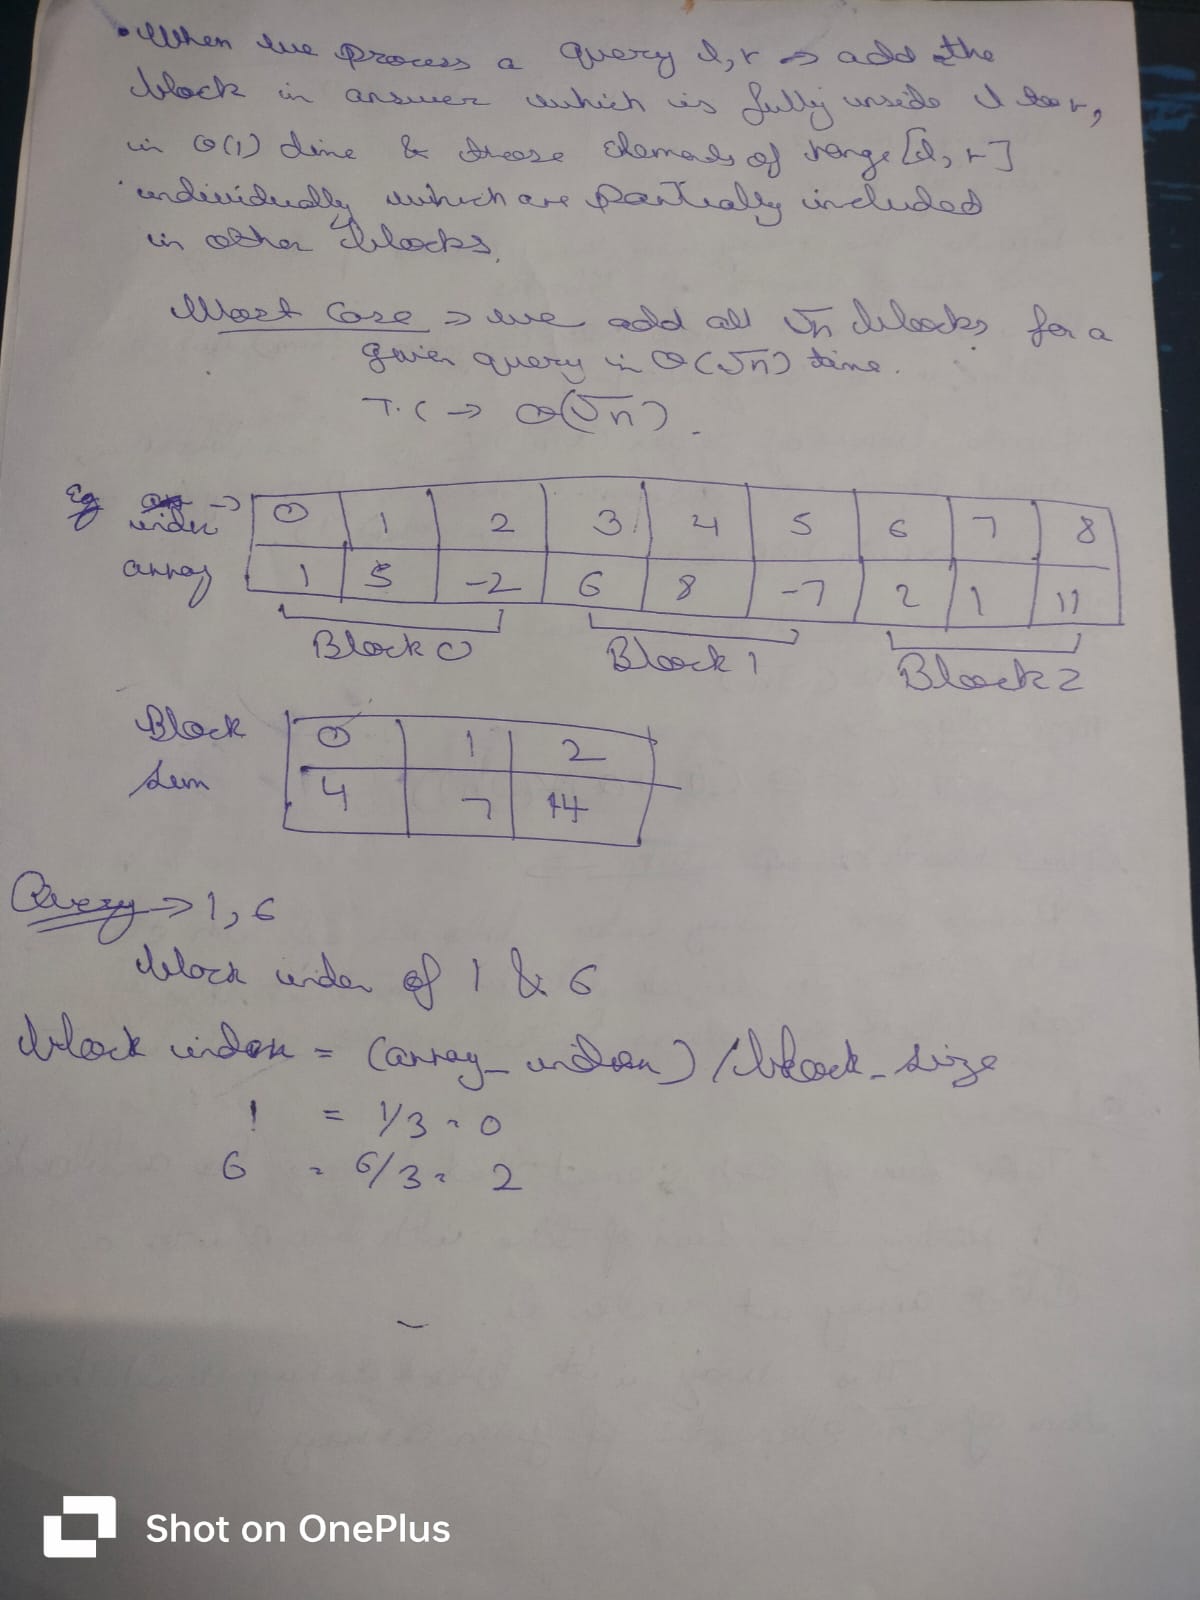 • When we process a query l, r → add the
block in answer which is fully inside l to r,
in O(1) time & those elements of range [l, r]
individually which are partially included
in other blocks.
Worst Case → we add all √n blocks for a
given query in O(√n) time.
T.C → O(√n).
Eg index → 0 1 2 3 4 5 6 7 8
array 1 5 -2 6 8 -7 2 1 11
Block 0 Block 1 Block 2
Block 0 1 2
Sum 4 7 14
Query → 1, 6
block index of 1 & 6
block index = (array_index) / block_size
1 = 1/3 = 0
6 = 6/3 = 2
Shot on OnePlus